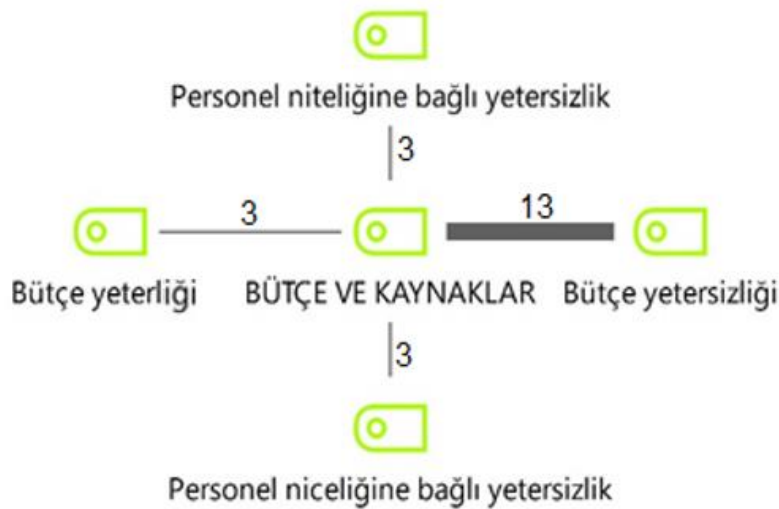 Personel niteliğine bağlı yetersizlik
3
3
13
Bütçe yeterliği
BÜTÇE VE KAYNAKLAR
Bütçe yetersizliği
3
Personel niceliğine bağlı yetersizlik